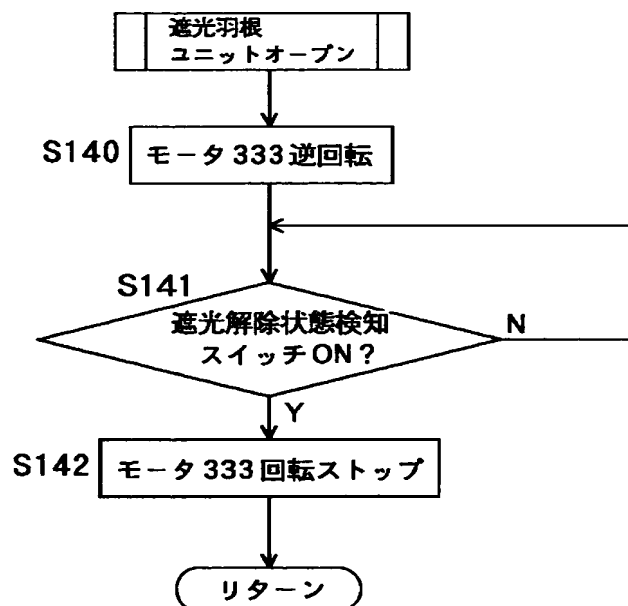 遮光羽根
ユニットオープン
S140
モータ333逆回転
S141
遮光解除状態検知
スイッチON?
N
Y
S142
モータ333回転ストップ
リターン